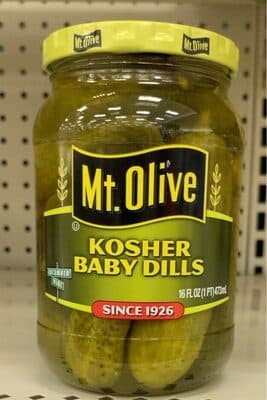 Mt. Olive
Mt. Olive
Mt. Olive
KOSHER
BABY DILLS
16 FL OZ (1 PT) 473mL
SINCE 1926